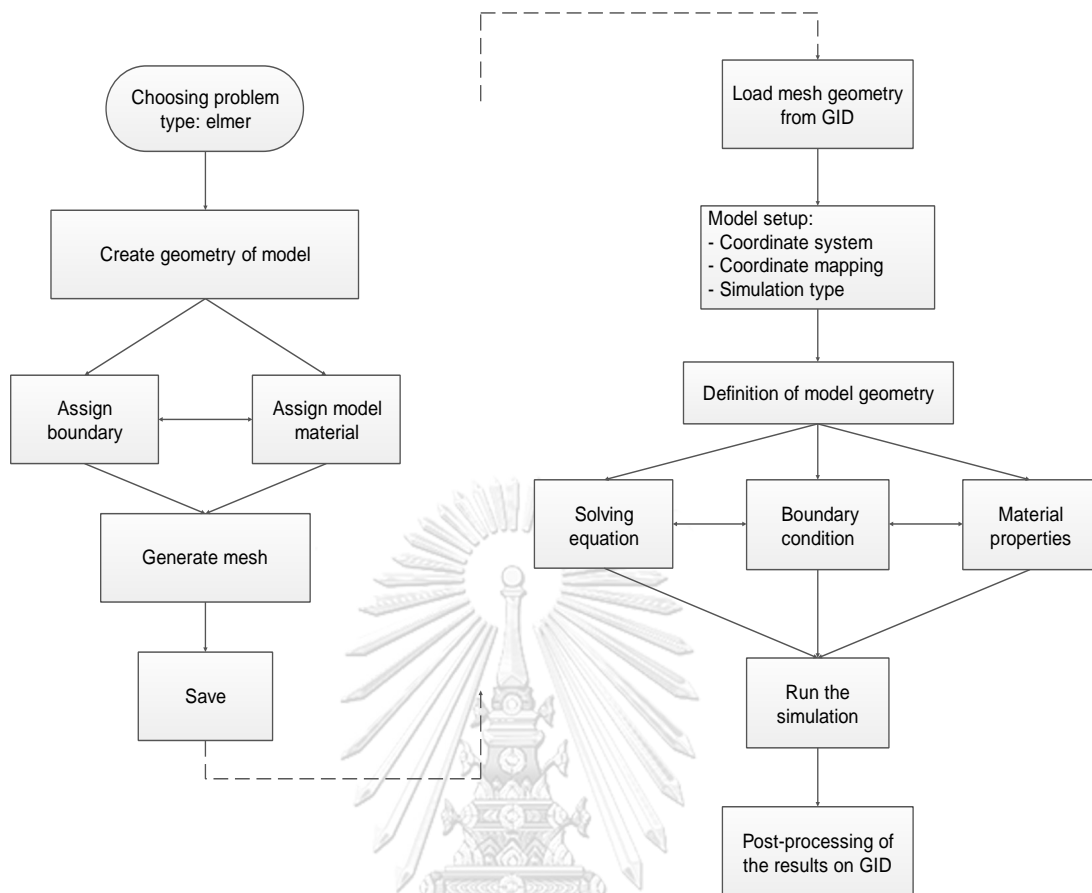 Choosing problem
type: elmer
Create geometry of model
Assign
boundary
Assign model
material
Generate mesh
Save
Load mesh geometry
from GID
Model setup:
- Coordinate system
- Coordinate mapping
- Simulation type
Definition of model geometry
Solving
equation
Boundary
condition
Material
properties
Run the
simulation
Post-processing of
the results on GID